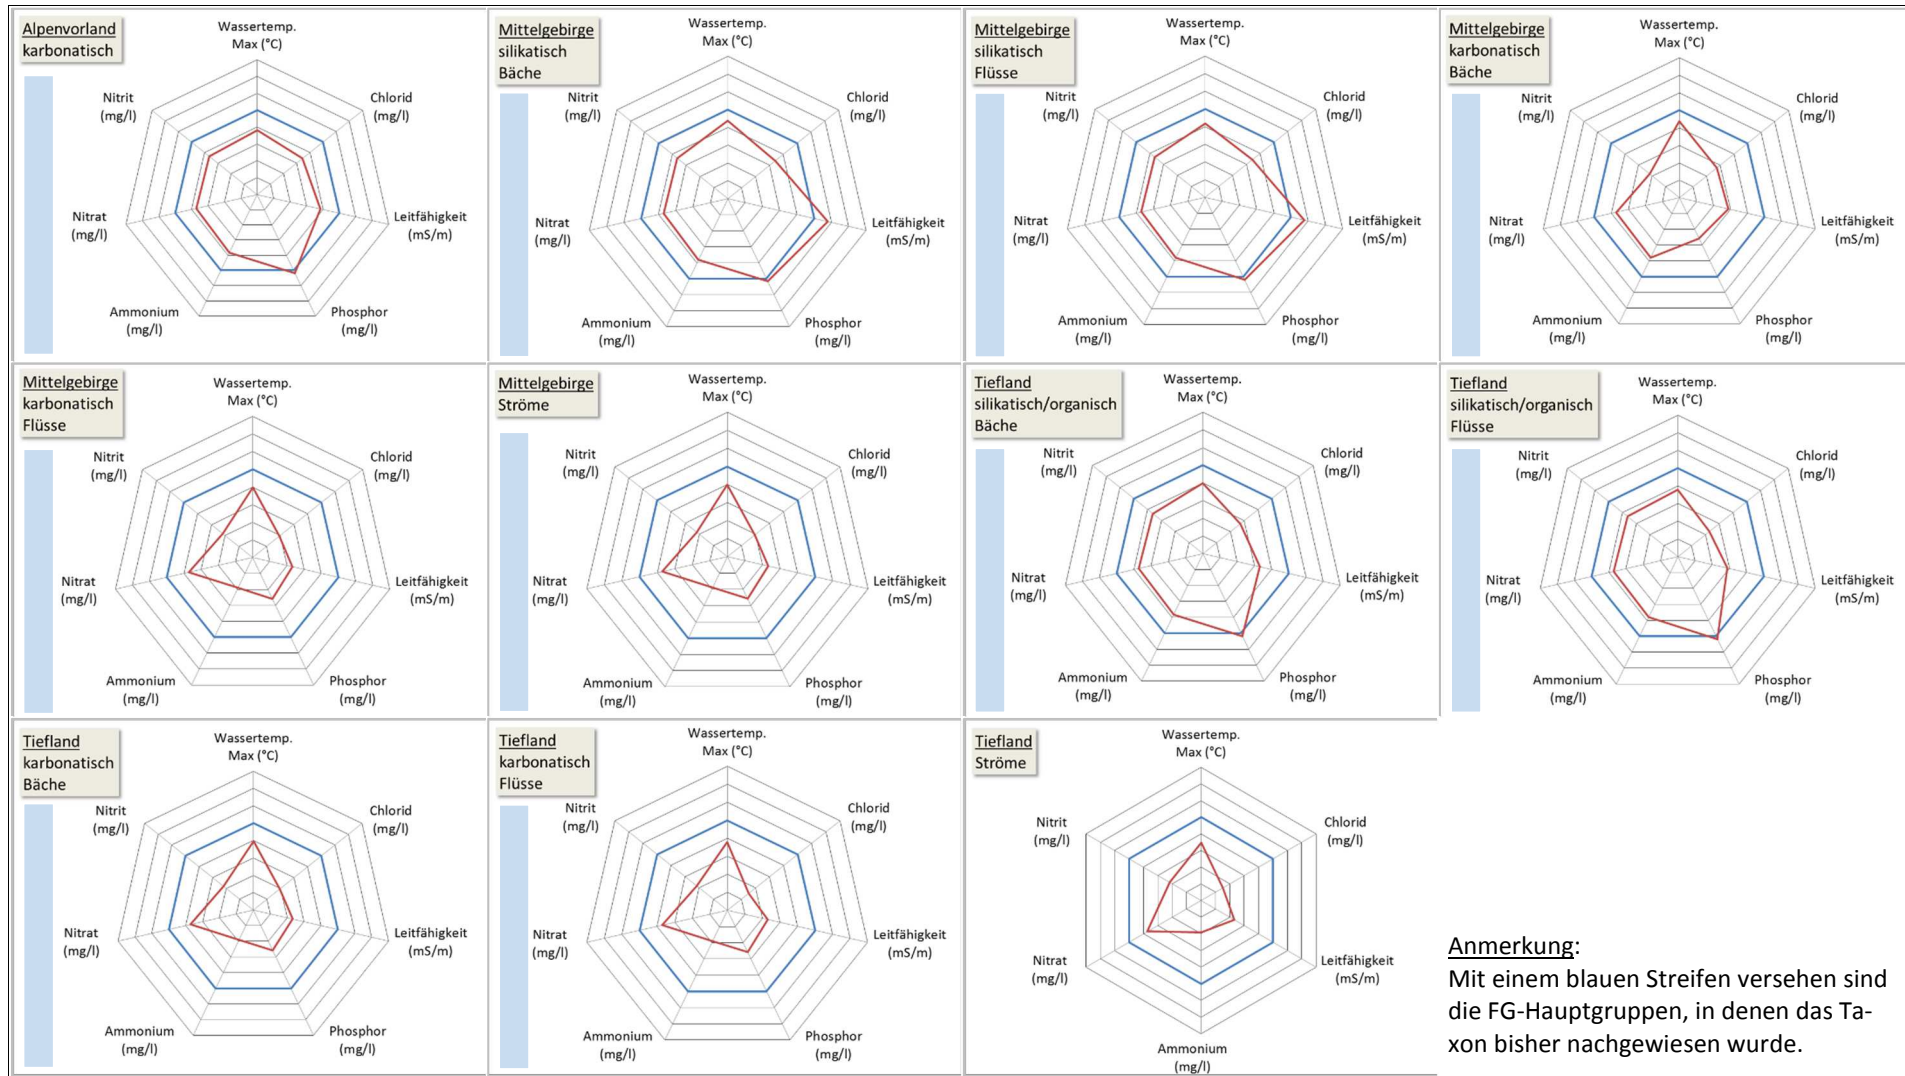 Alpenvorland
karbonatisch
Wassertemp.
Max (°C)
Chlorid
(mg/l)
Leitfähigkeit
(mS/m)
Phosphor
(mg/l)
Ammonium
(mg/l)
Nitrat
(mg/l)
Nitrit
(mg/l)
Mittelgebirge
silikatisch
Bäche
Wassertemp.
Max (°C)
Chlorid
(mg/l)
Leitfähigkeit
(mS/m)
Phosphor
(mg/l)
Ammonium
(mg/l)
Nitrat
(mg/l)
Nitrit
(mg/l)
Mittelgebirge
silikatisch
Flüsse
Wassertemp.
Max (°C)
Chlorid
(mg/l)
Leitfähigkeit
(mS/m)
Phosphor
(mg/l)
Ammonium
(mg/l)
Nitrat
(mg/l)
Nitrit
(mg/l)
Mittelgebirge
karbonatisch
Bäche
Wassertemp.
Max (°C)
Chlorid
(mg/l)
Leitfähigkeit
(mS/m)
Phosphor
(mg/l)
Ammonium
(mg/l)
Nitrat
(mg/l)
Nitrit
(mg/l)
Mittelgebirge
karbonatisch
Flüsse
Wassertemp.
Max (°C)
Chlorid
(mg/l)
Leitfähigkeit
(mS/m)
Phosphor
(mg/l)
Ammonium
(mg/l)
Nitrat
(mg/l)
Nitrit
(mg/l)
Mittelgebirge
Ströme
Wassertemp.
Max (°C)
Chlorid
(mg/l)
Leitfähigkeit
(mS/m)
Phosphor
(mg/l)
Ammonium
(mg/l)
Nitrat
(mg/l)
Nitrit
(mg/l)
Tiefland
silikatisch/organisch
Bäche
Wassertemp.
Max (°C)
Chlorid
(mg/l)
Leitfähigkeit
(mS/m)
Phosphor
(mg/l)
Ammonium
(mg/l)
Nitrat
(mg/l)
Nitrit
(mg/l)
Tiefland
silikatisch/organisch
Flüsse
Wassertemp.
Max (°C)
Chlorid
(mg/l)
Leitfähigkeit
(mS/m)
Phosphor
(mg/l)
Ammonium
(mg/l)
Nitrat
(mg/l)
Nitrit
(mg/l)
Tiefland
karbonatisch
Bäche
Wassertemp.
Max (°C)
Chlorid
(mg/l)
Leitfähigkeit
(mS/m)
Phosphor
(mg/l)
Ammonium
(mg/l)
Nitrat
(mg/l)
Nitrit
(mg/l)
Tiefland
karbonatisch
Flüsse
Wassertemp.
Max (°C)
Chlorid
(mg/l)
Leitfähigkeit
(mS/m)
Phosphor
(mg/l)
Ammonium
(mg/l)
Nitrat
(mg/l)
Nitrit
(mg/l)
Tiefland
Ströme
Wassertemp.
Max (°C)
Chlorid
(mg/l)
Leitfähigkeit
(mS/m)
Ammonium
(mg/l)
Nitrat
(mg/l)
Nitrit
(mg/l)
Anmerkung:
Mit einem blauen Streifen versehen sind
die FG-Hauptgruppen, in denen das Ta-
xon bisher nachgewiesen wurde.